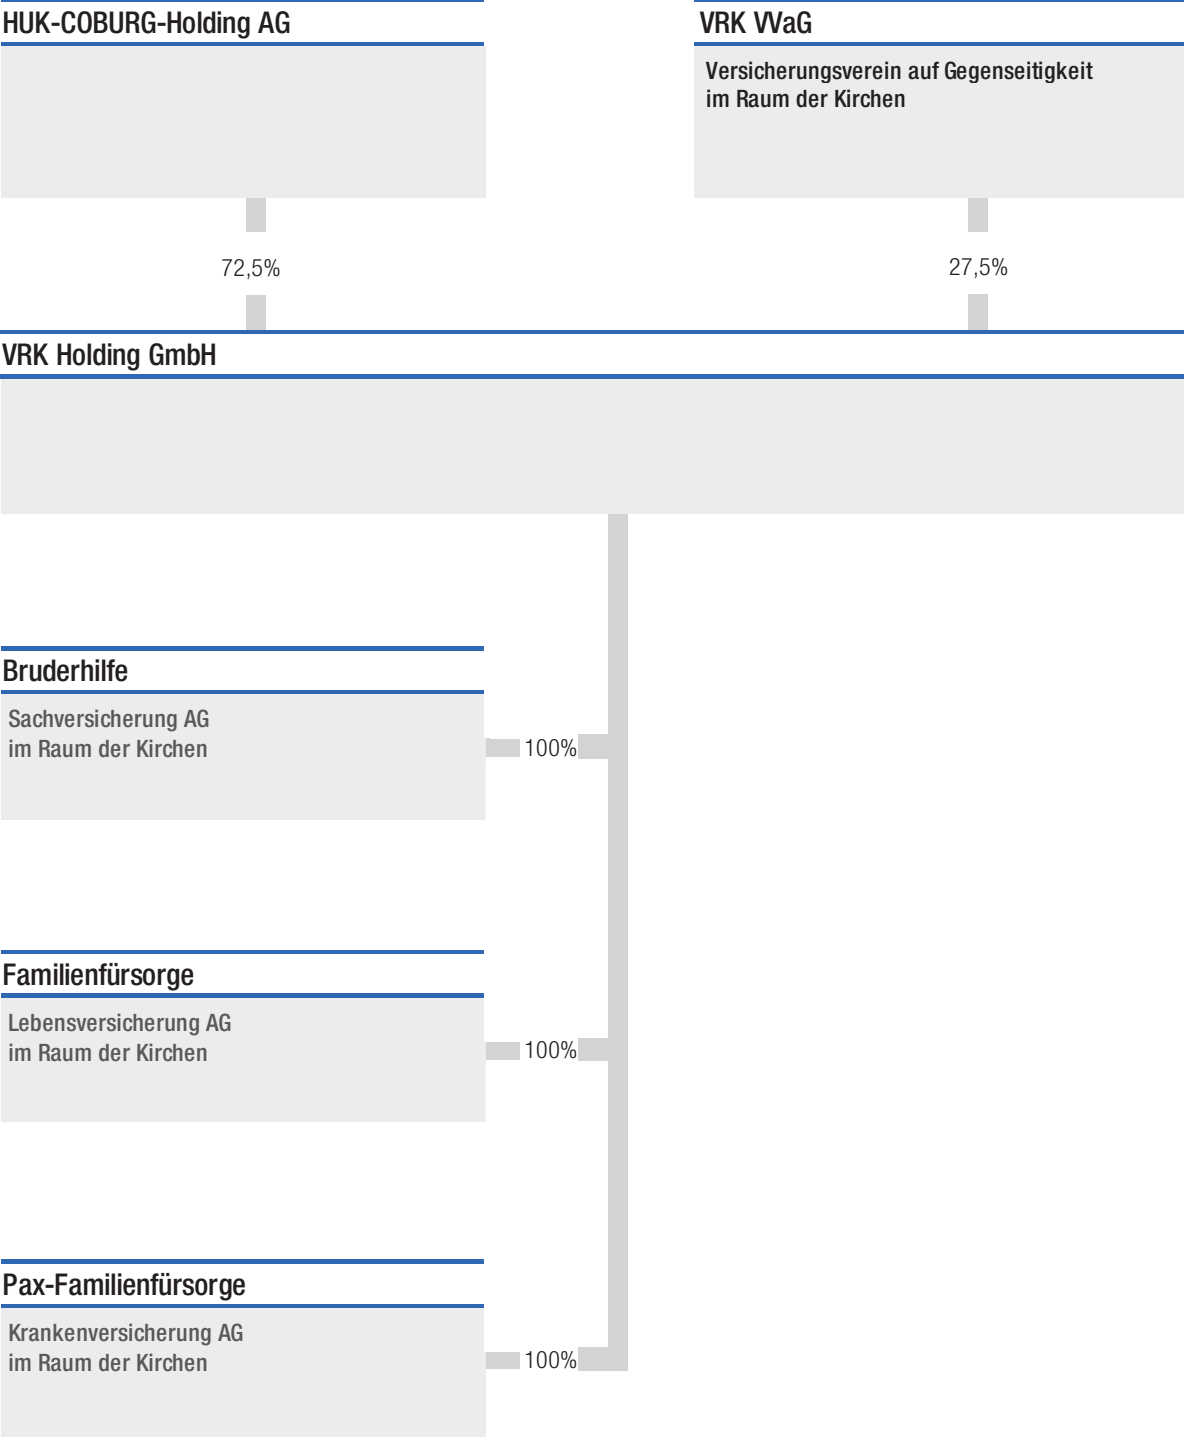 HUK-COBURG-Holding AG
VRK VVaG
Versicherungsverein auf Gegenseitigkeit
im Raum der Kirchen
72,5%
27,5%
VRK Holding GmbH
Bruderhilfe
Sachversicherung AG
im Raum der Kirchen
100%
Familienfürsorge
Lebensversicherung AG
im Raum der Kirchen
100%
Pax-Familienfürsorge
Krankenversicherung AG
im Raum der Kirchen
100%